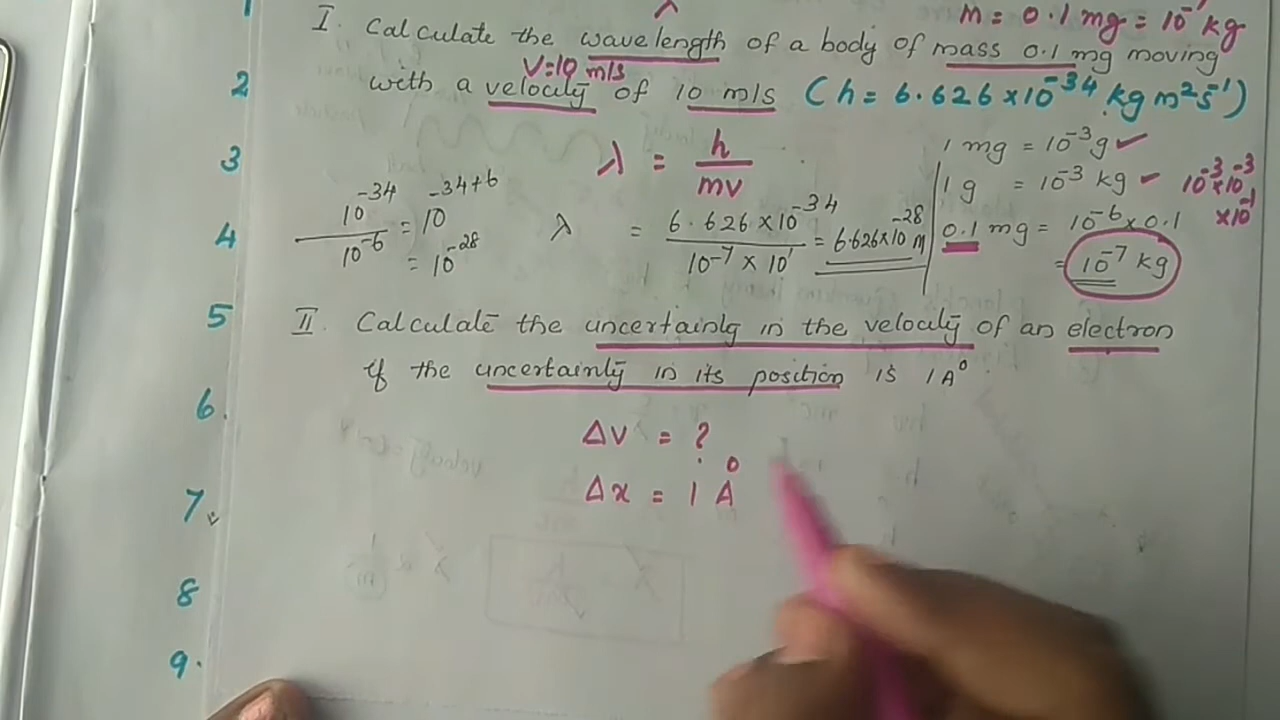 1
λ
m = 0.1 mg = 10⁻⁷ kg
I. Calculate the wavelength of a body of mass 0.1 mg moving
V=10 m/s
2
with a velocity of 10 m/s (h = 6.626×10⁻³⁴ kg m²s⁻¹)
3
λ = h/mv
1 mg = 10⁻³g ✓
1 g = 10⁻³ kg ✓ 10⁻³×10⁻³
×10⁻¹
10⁻³⁴/10⁻⁶ = 10⁻³⁴⁺⁶
= 10⁻²⁸
4
λ = 6.626×10⁻³⁴/10⁻⁷ × 10¹ = 6.626×10⁻²⁸ m
0.1 mg = 10⁻⁶ × 0.1
= 10⁻⁷ kg
5
II. Calculate the uncertainly in the velocity of an electron
if the uncertainly in its position is 1A⁰.
6.
ΔV = ?
7
Δx = 1 Å
8
9.